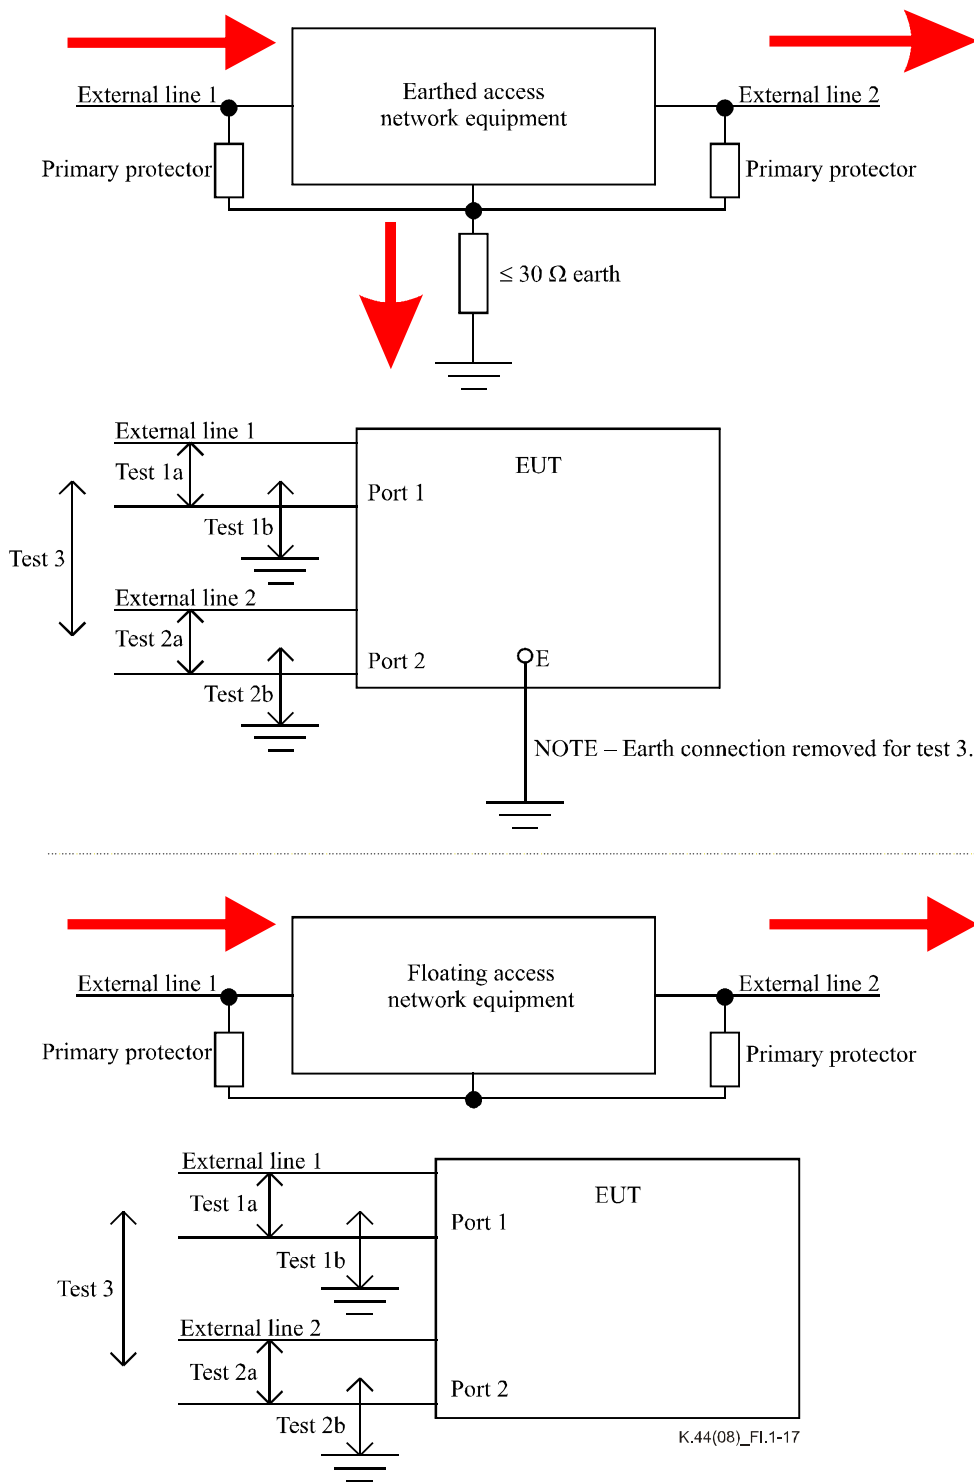 External line 1
Earthed access
network equipment
External line 2
Primary protector
Primary protector
≤ 30 Ω earth
External line 1
EUT
Test 1a
Port 1
Test 1b
Test 3
External line 2
Test 2a
Port 2
E
Test 2b
NOTE – Earth connection removed for test 3.
External line 1
Floating access
network equipment
External line 2
Primary protector
Primary protector
External line 1
EUT
Test 1a
Port 1
Test 1b
Test 3
External line 2
Test 2a
Port 2
Test 2b
K.44(08)_FI.1-17